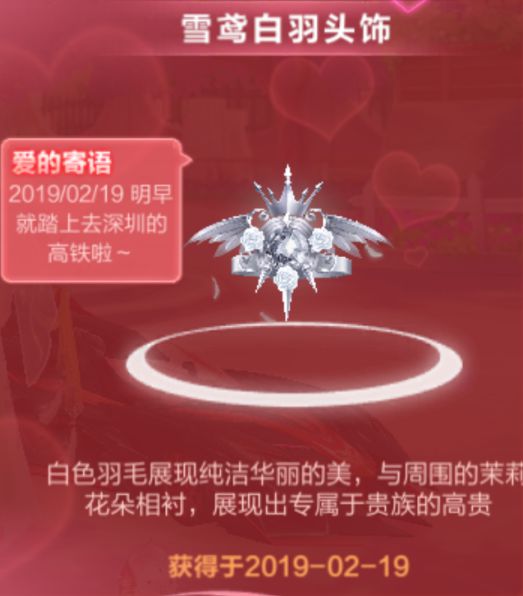 雪鸢白羽头饰
爱的寄语
2019/02/19 明早
就踏上去深圳的
高铁啦~
白色羽毛展现纯洁华丽的美，与周围的茉莉
花朵相衬，展现出专属于贵族的高贵
获得于2019-02-19